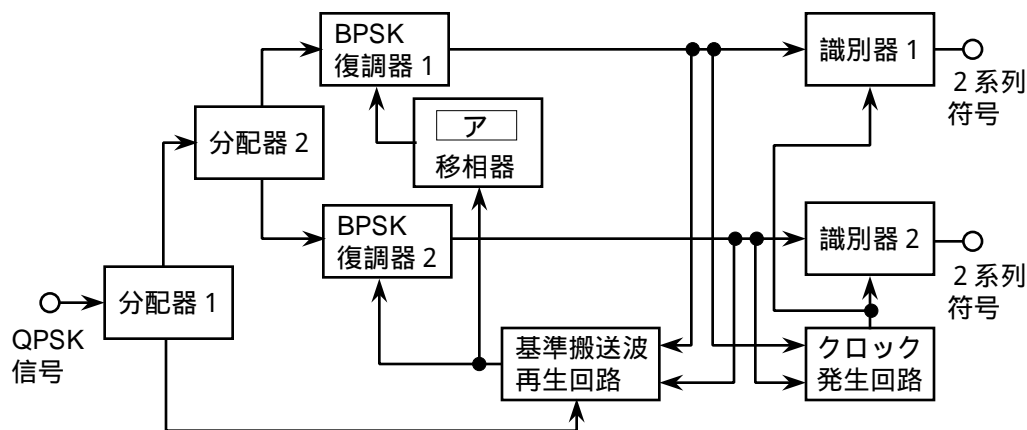 BPSK
復調器 1
識別器 1
2 系列
符号
ア
移相器
分配器 2
BPSK
復調器 2
識別器 2
2 系列
符号
分配器 1
QPSK
信号
基準搬送波
再生回路
クロック
発生回路